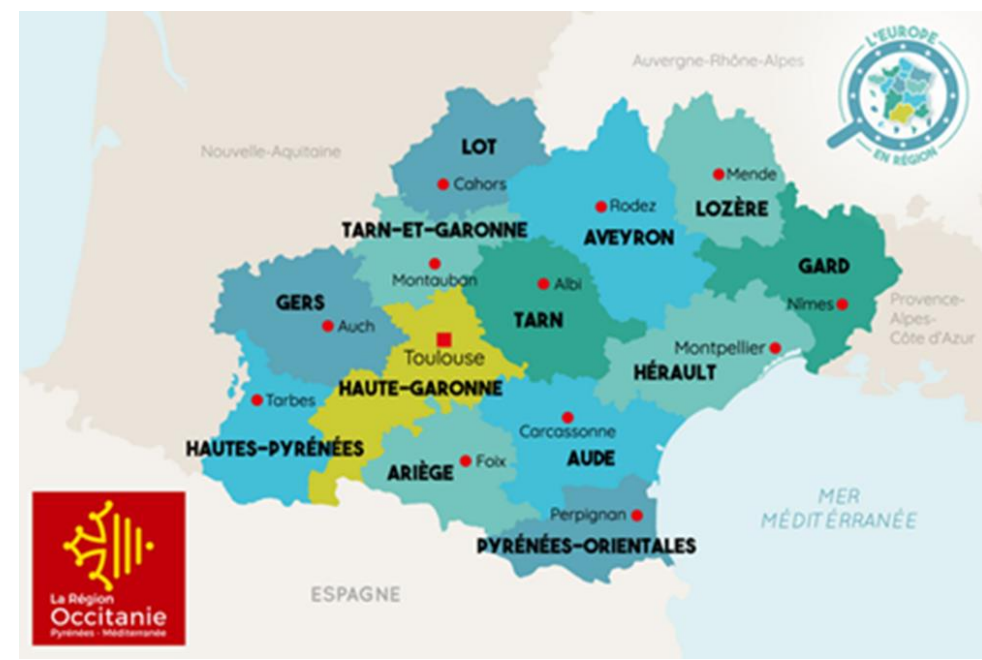 L'EUROPE
EN RÉGION
Auvergne-Rhône-Alpes
Nouvelle-Aquitaine
LOT
Cahors
Mende
LOZÈRE
Rodez
AVEYRON
TARN-ET-GARONNE
Montauban
GARD
Nîmes
Albi
TARN
GERS
Auch
Provence-
Alpes-
Côte d'Azur
Toulouse
Montpellier
HÉRAULT
HAUTE-GARONNE
Tarbes
HAUTES-PYRÉNÉES
Carcassonne
AUDE
Foix
ARIÈGE
Perpignan
PYRÉNÉES-ORIENTALES
MER
MÉDITÉRRANÉE
ESPAGNE
La Région
Occitanie
Pyrénées - Méditerranée